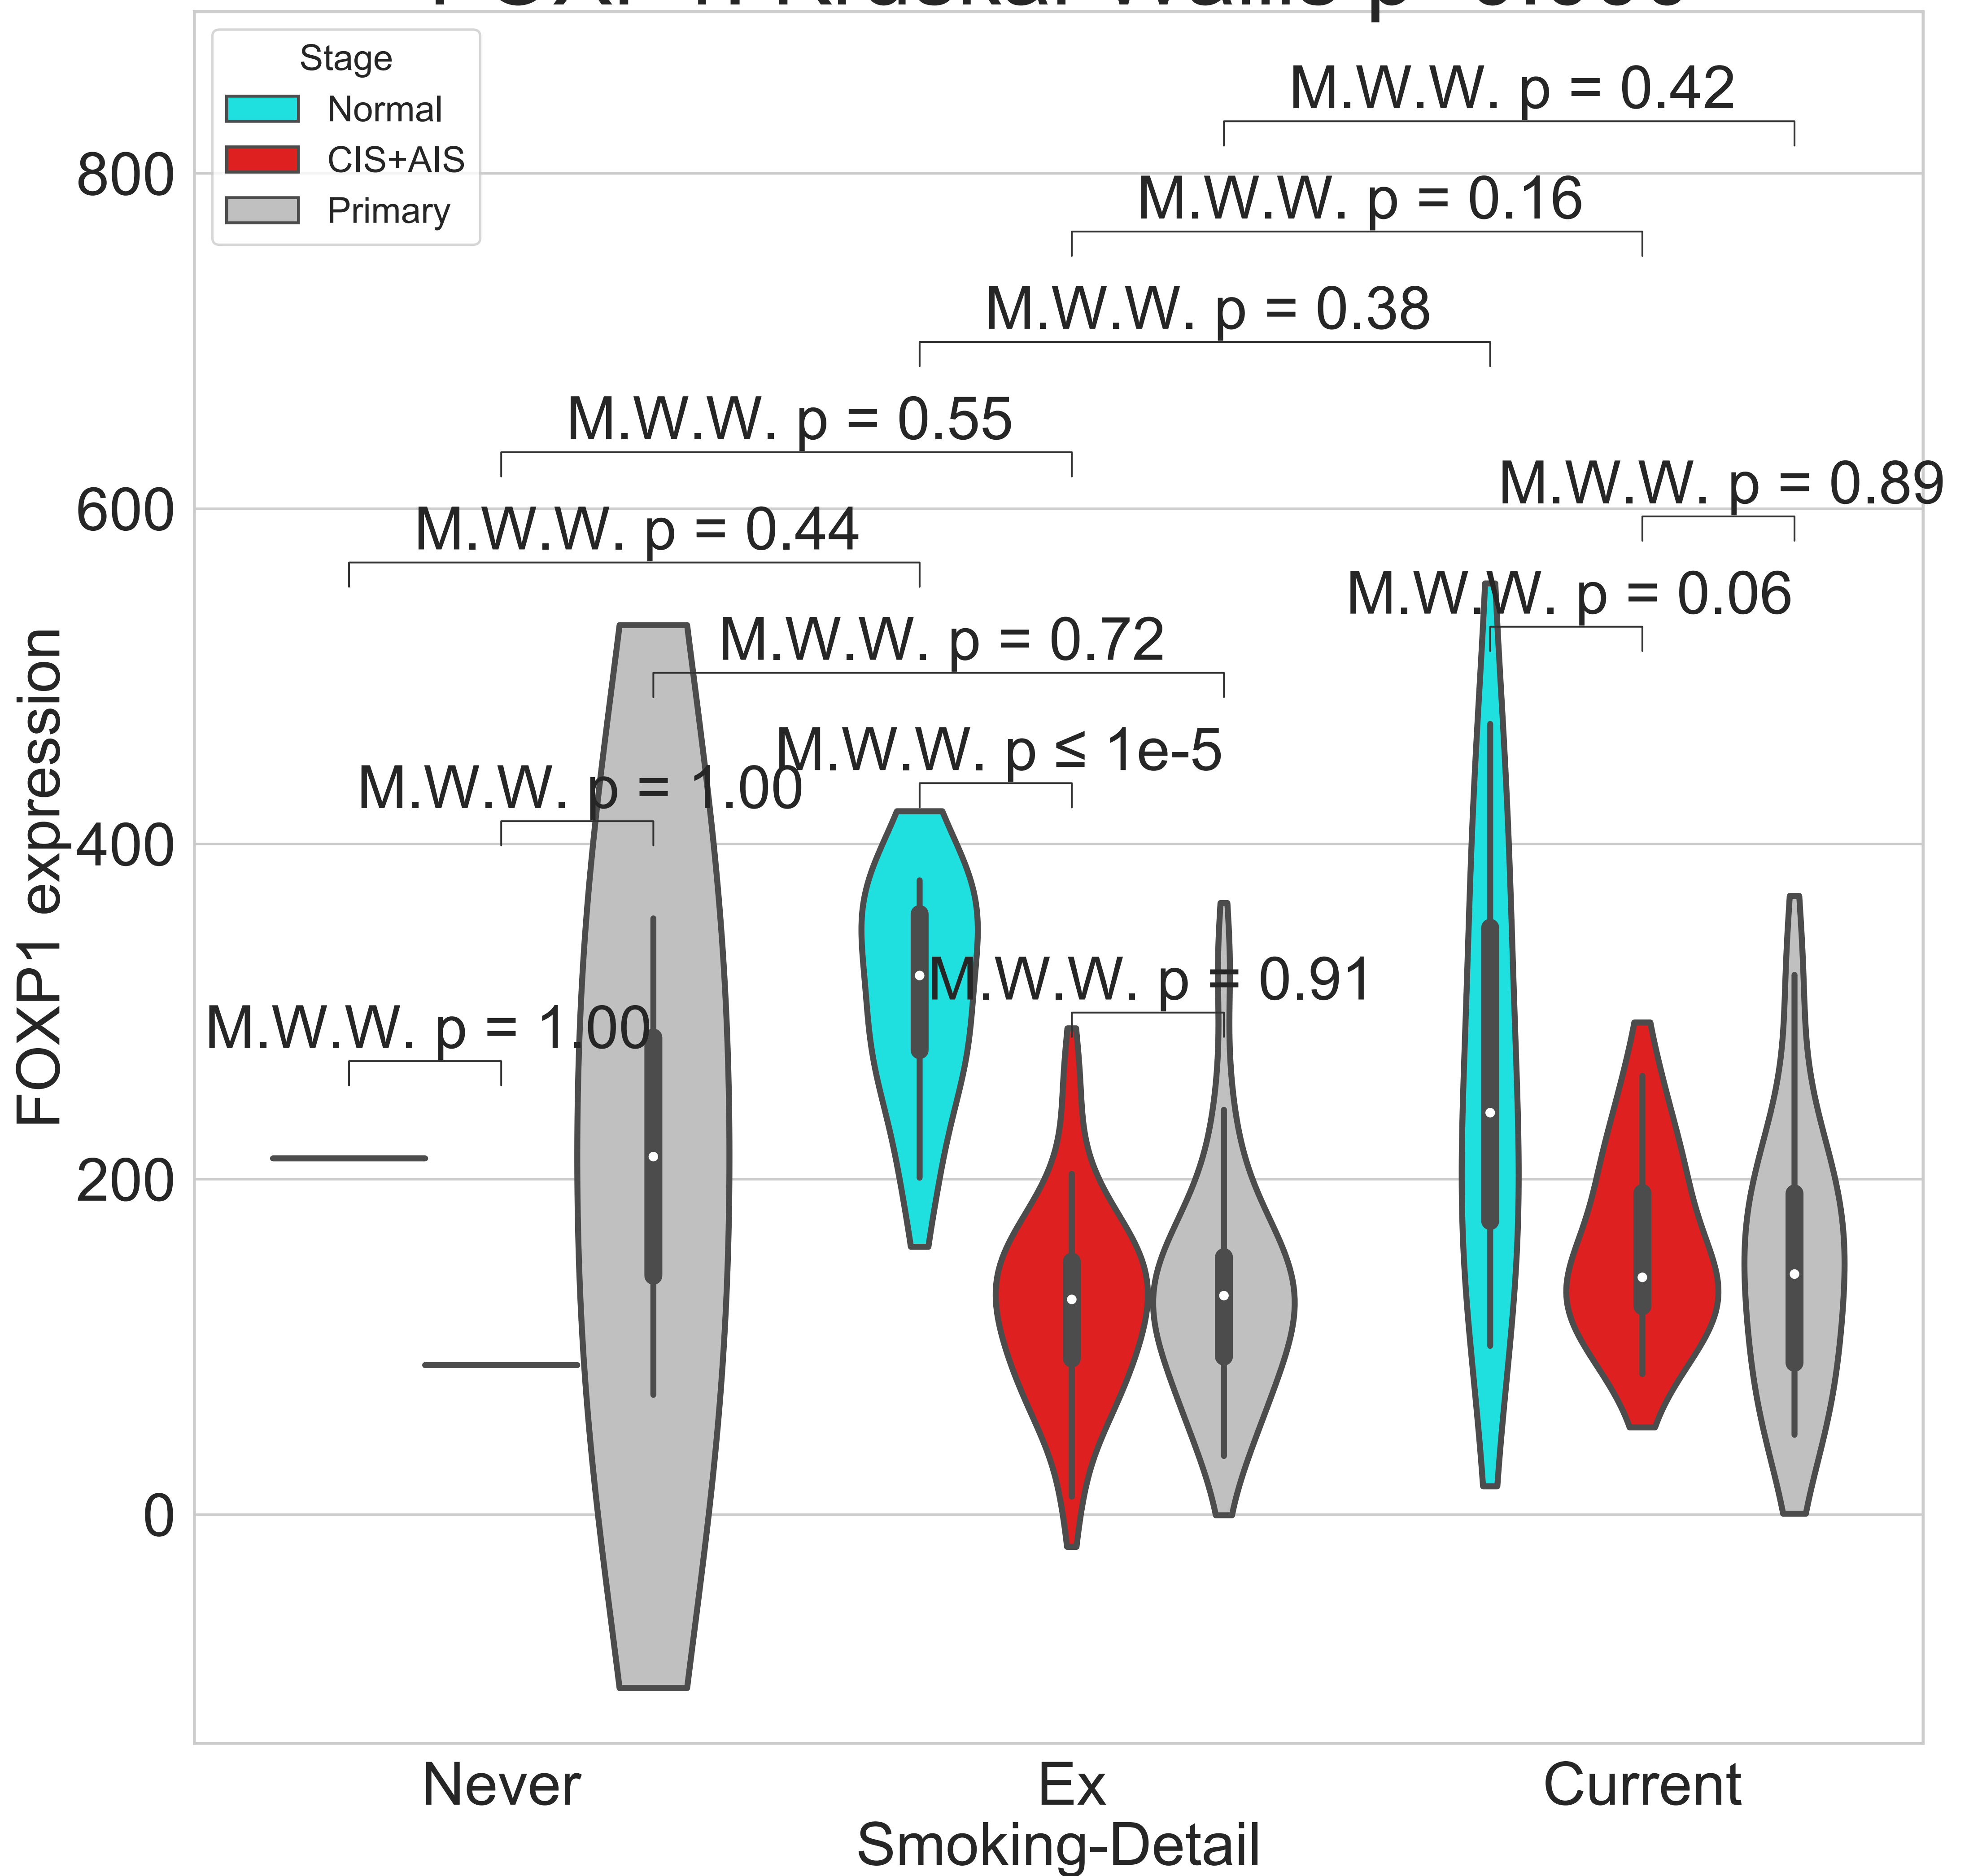 Stage
Normal
CIS+AIS
Primary
M.W.W. p = 0.42
M.W.W. p = 0.16
M.W.W. p = 0.38
M.W.W. p = 0.55
M.W.W. p = 0.89
M.W.W. p = 0.44
M.W.W. p = 0.06
M.W.W. p = 0.72
M.W.W. p ≤ 1e-5
M.W.W. p = 1.00
M.W.W. p = 0.91
M.W.W. p = 1.00
800
600
400
200
0
FOXP1 expression
Never
Ex
Current
Smoking-Detail